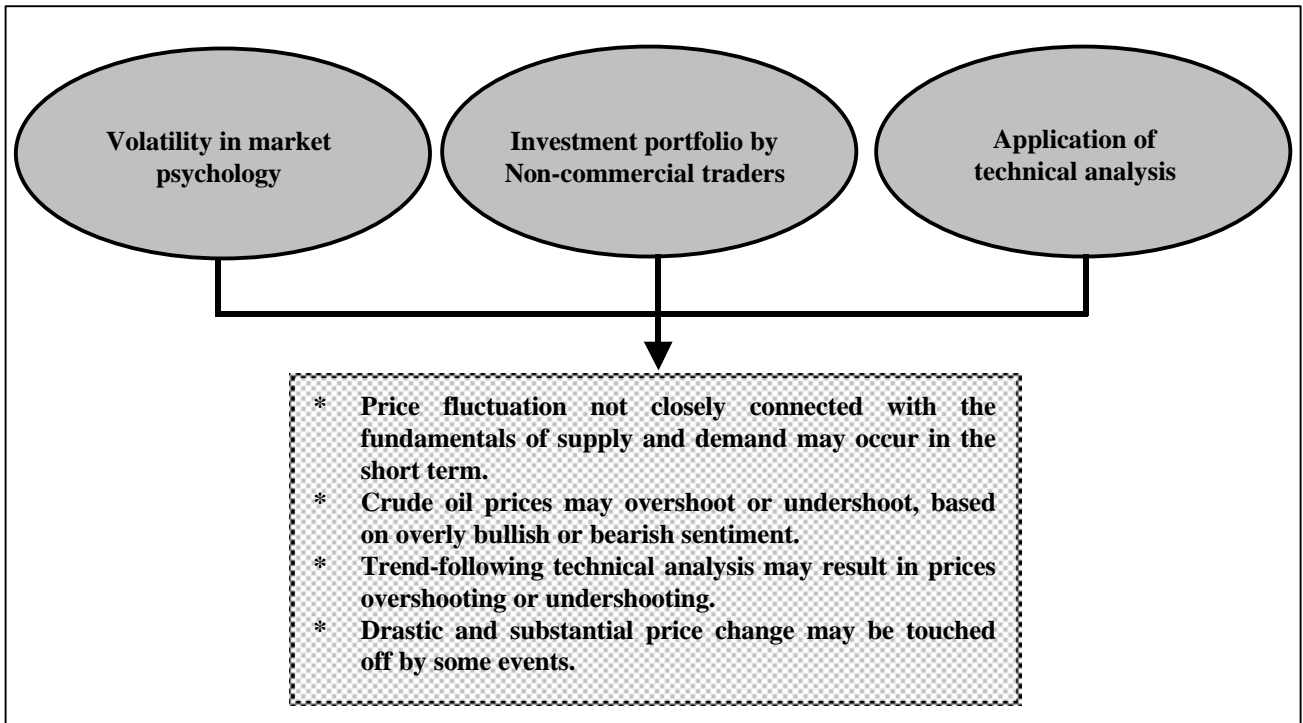 Volatility in market
psychology
Investment portfolio by
Non-commercial traders
Application of
technical analysis
* Price fluctuation not closely connected with the
fundamentals of supply and demand may occur in the
short term.
* Crude oil prices may overshoot or undershoot, based
on overly bullish or bearish sentiment.
* Trend-following technical analysis may result in prices
overshooting or undershooting.
* Drastic and substantial price change may be touched
off by some events.